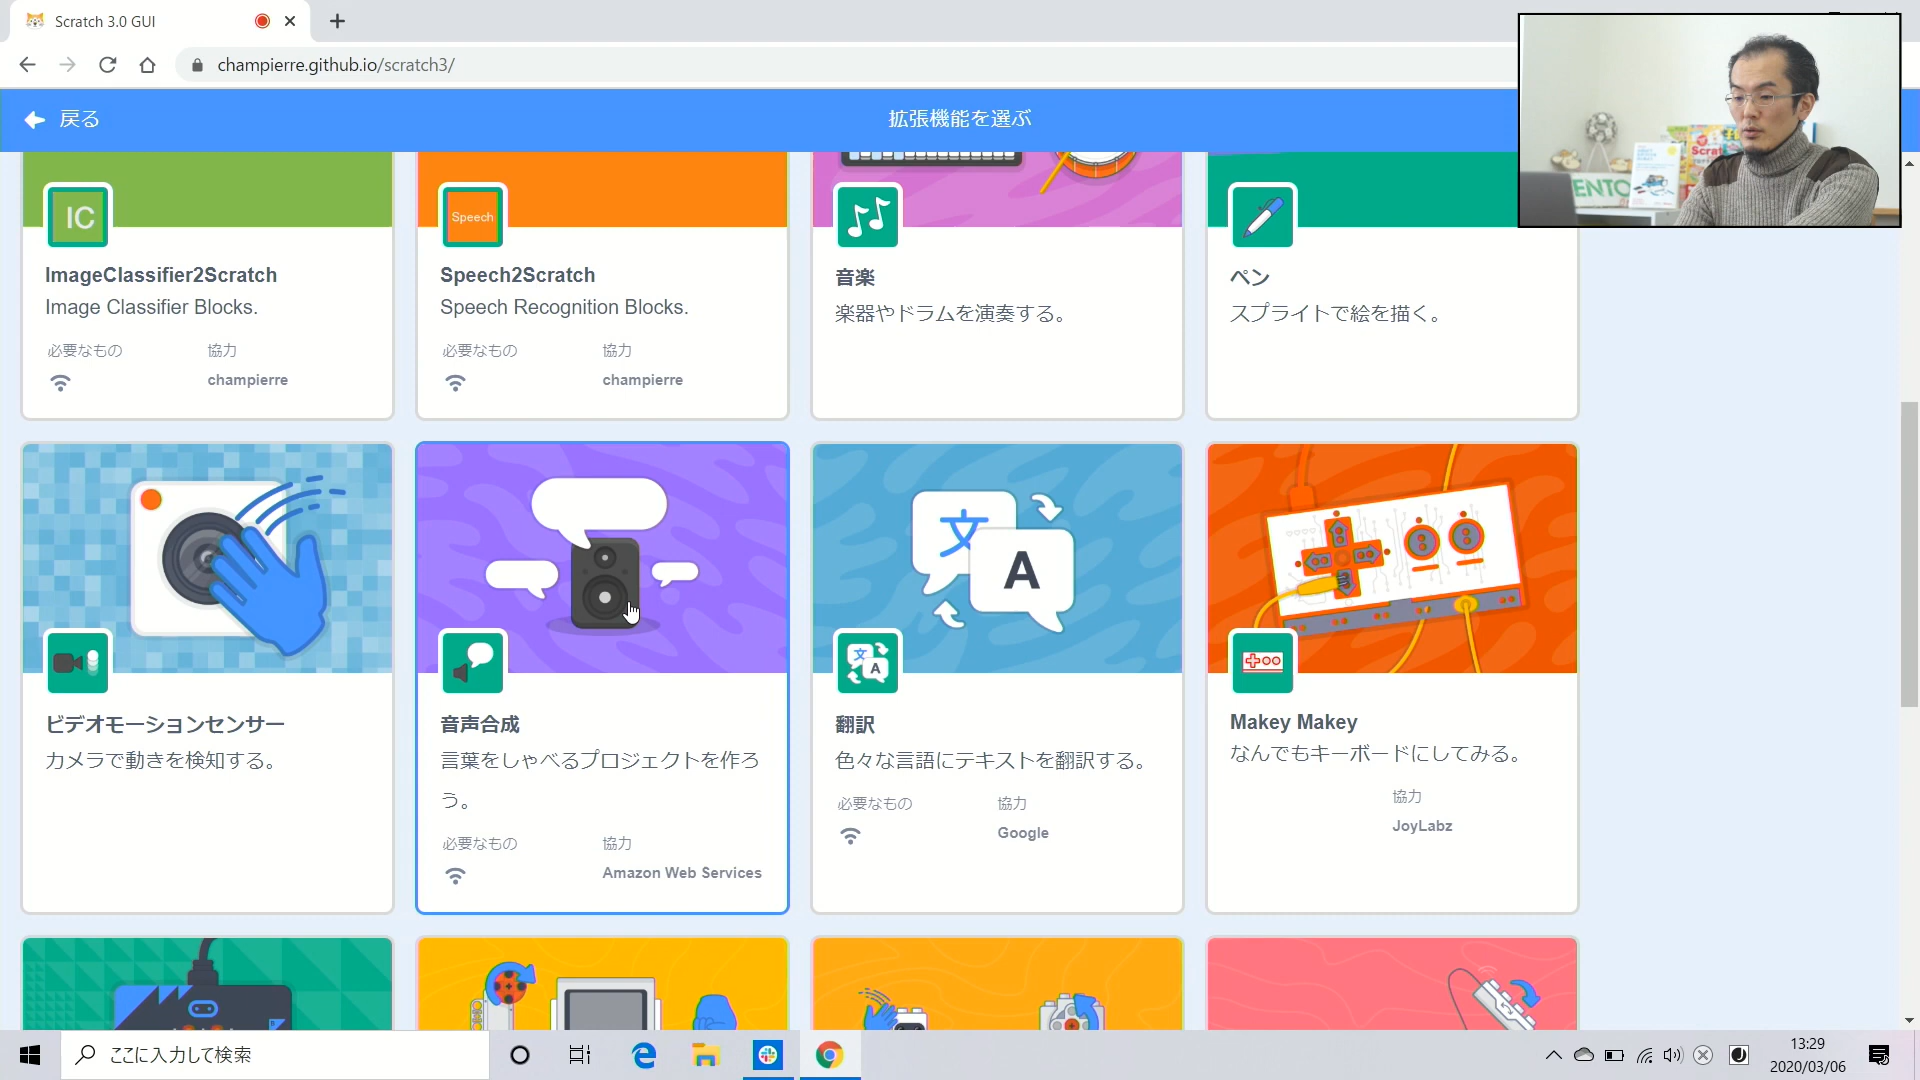 Scratch 3.0 GUI
champierre.github.io/scratch3/
戻る
拡張機能を選ぶ
IC
ImageClassifier2Scratch
Image Classifier Blocks.
必要なもの
協力
champierre
Speech
Speech2Scratch
Speech Recognition Blocks.
必要なもの
協力
champierre
音楽
楽器やドラムを演奏する。
ペン
スプライトで絵を描く。
ビデオモーションセンサー
カメラで動きを検知する。
音声合成
言葉をしゃべるプロジェクトを作ろ
う。
必要なもの
協力
Amazon Web Services
文
A
文
A
翻訳
色々な言語にテキストを翻訳する。
必要なもの
協力
Google
Makey Makey
なんでもキーボードにしてみる。
協力
JoyLabz
ここに入力して検索
13:29
2020/03/06